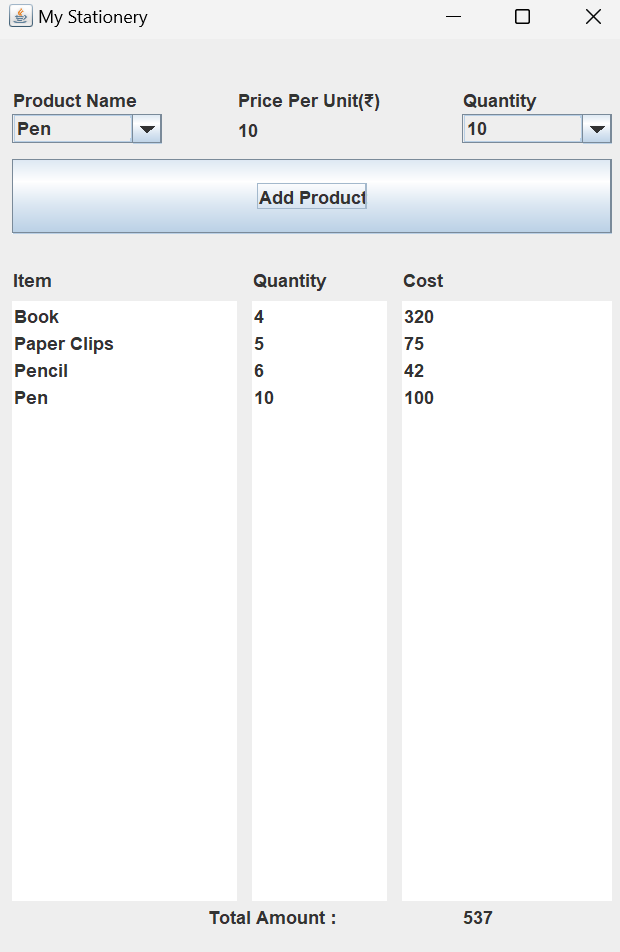 My Stationery
Product Name Price Per Unit(₹) Quantity
Pen 10 10
Add Product
Item Quantity Cost
Book 4 320
Paper Clips 5 75
Pencil 6 42
Pen 10 100
Total Amount : 537